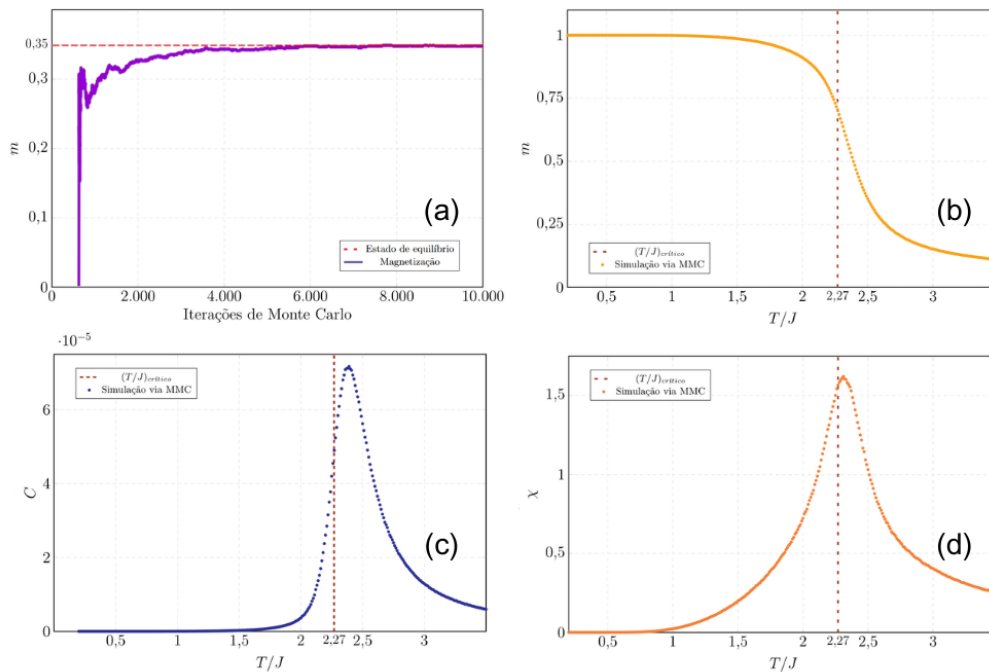 0,35
0,3
0,2
0,1
0
m
(a)
Estado de equilíbrio
Magnetização
0 2.000 4.000 6.000 8.000 10.000
Iterações de Monte Carlo
1
0,75
0,5
0,25
0
m
(b)
(T/J)crítico
Simulação via MMC
0,5 1 1,5 2 2,27 2,5 3
T/J
·10⁻⁵
6
4
2
0
C
(T/J)crítico
Simulação via MMC
(c)
0,5 1 1,5 2 2,27 2,5 3
T/J
1,5
1
0,5
0
χ
(T/J)crítico
Simulação via MMC
(d)
0,5 1 1,5 2 2,27 2,5 3
T/J